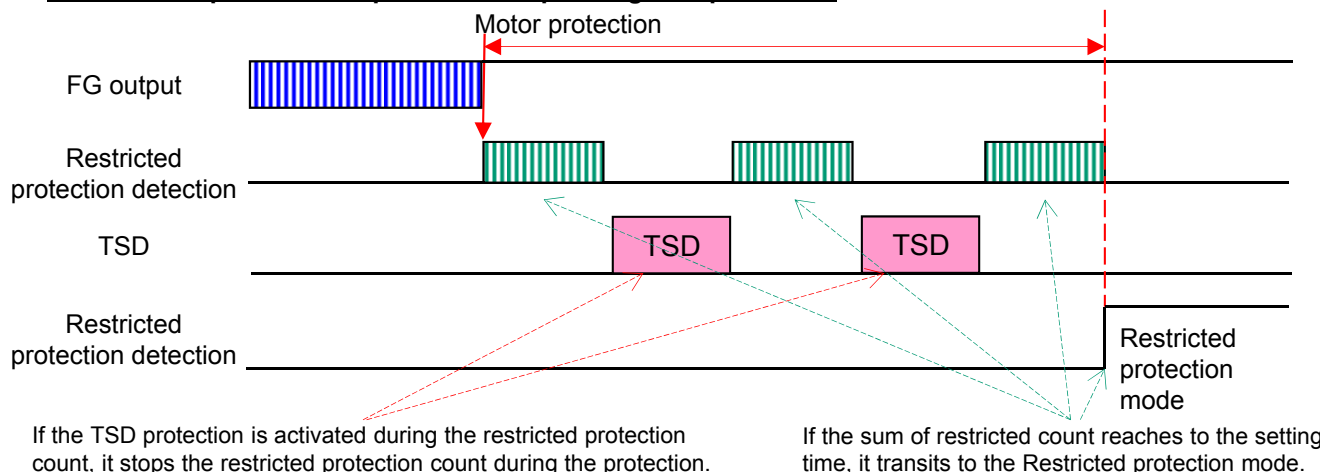 Motor protection
FG output
Restricted
protection detection
TSD
TSD
TSD
Restricted
protection detection
Restricted
protection
mode
If the TSD protection is activated during the restricted protection
count, it stops the restricted protection count during the protection.
If the sum of restricted count reaches to the setting
time, it transits to the Restricted protection mode.